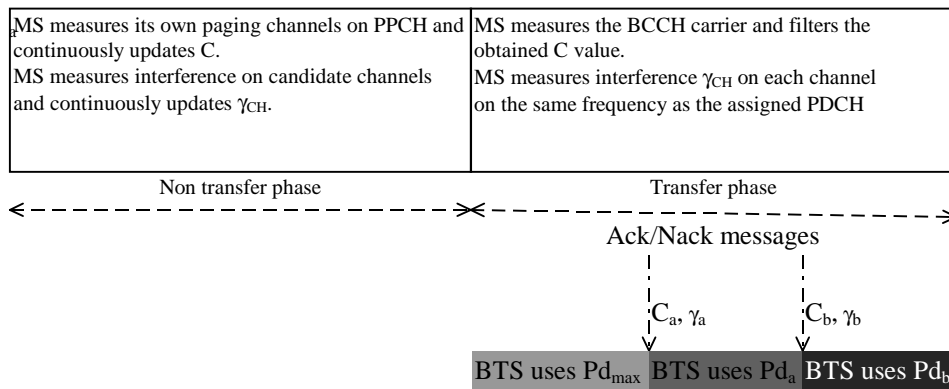 MS measures its own paging channels on PPCH and
continuously updates C.
MS measures interference on candidate channels
and continuously updates γCH.
MS measures the BCCH carrier and filters the
obtained C value.
MS measures interference γCH on each channel
on the same frequency as the assigned PDCH
a
Non transfer phase
Transfer phase
Ack/Nack messages
Ca, γa
Cb, γb
BTS uses Pdmax
BTS uses Pda
BTS uses Pdb